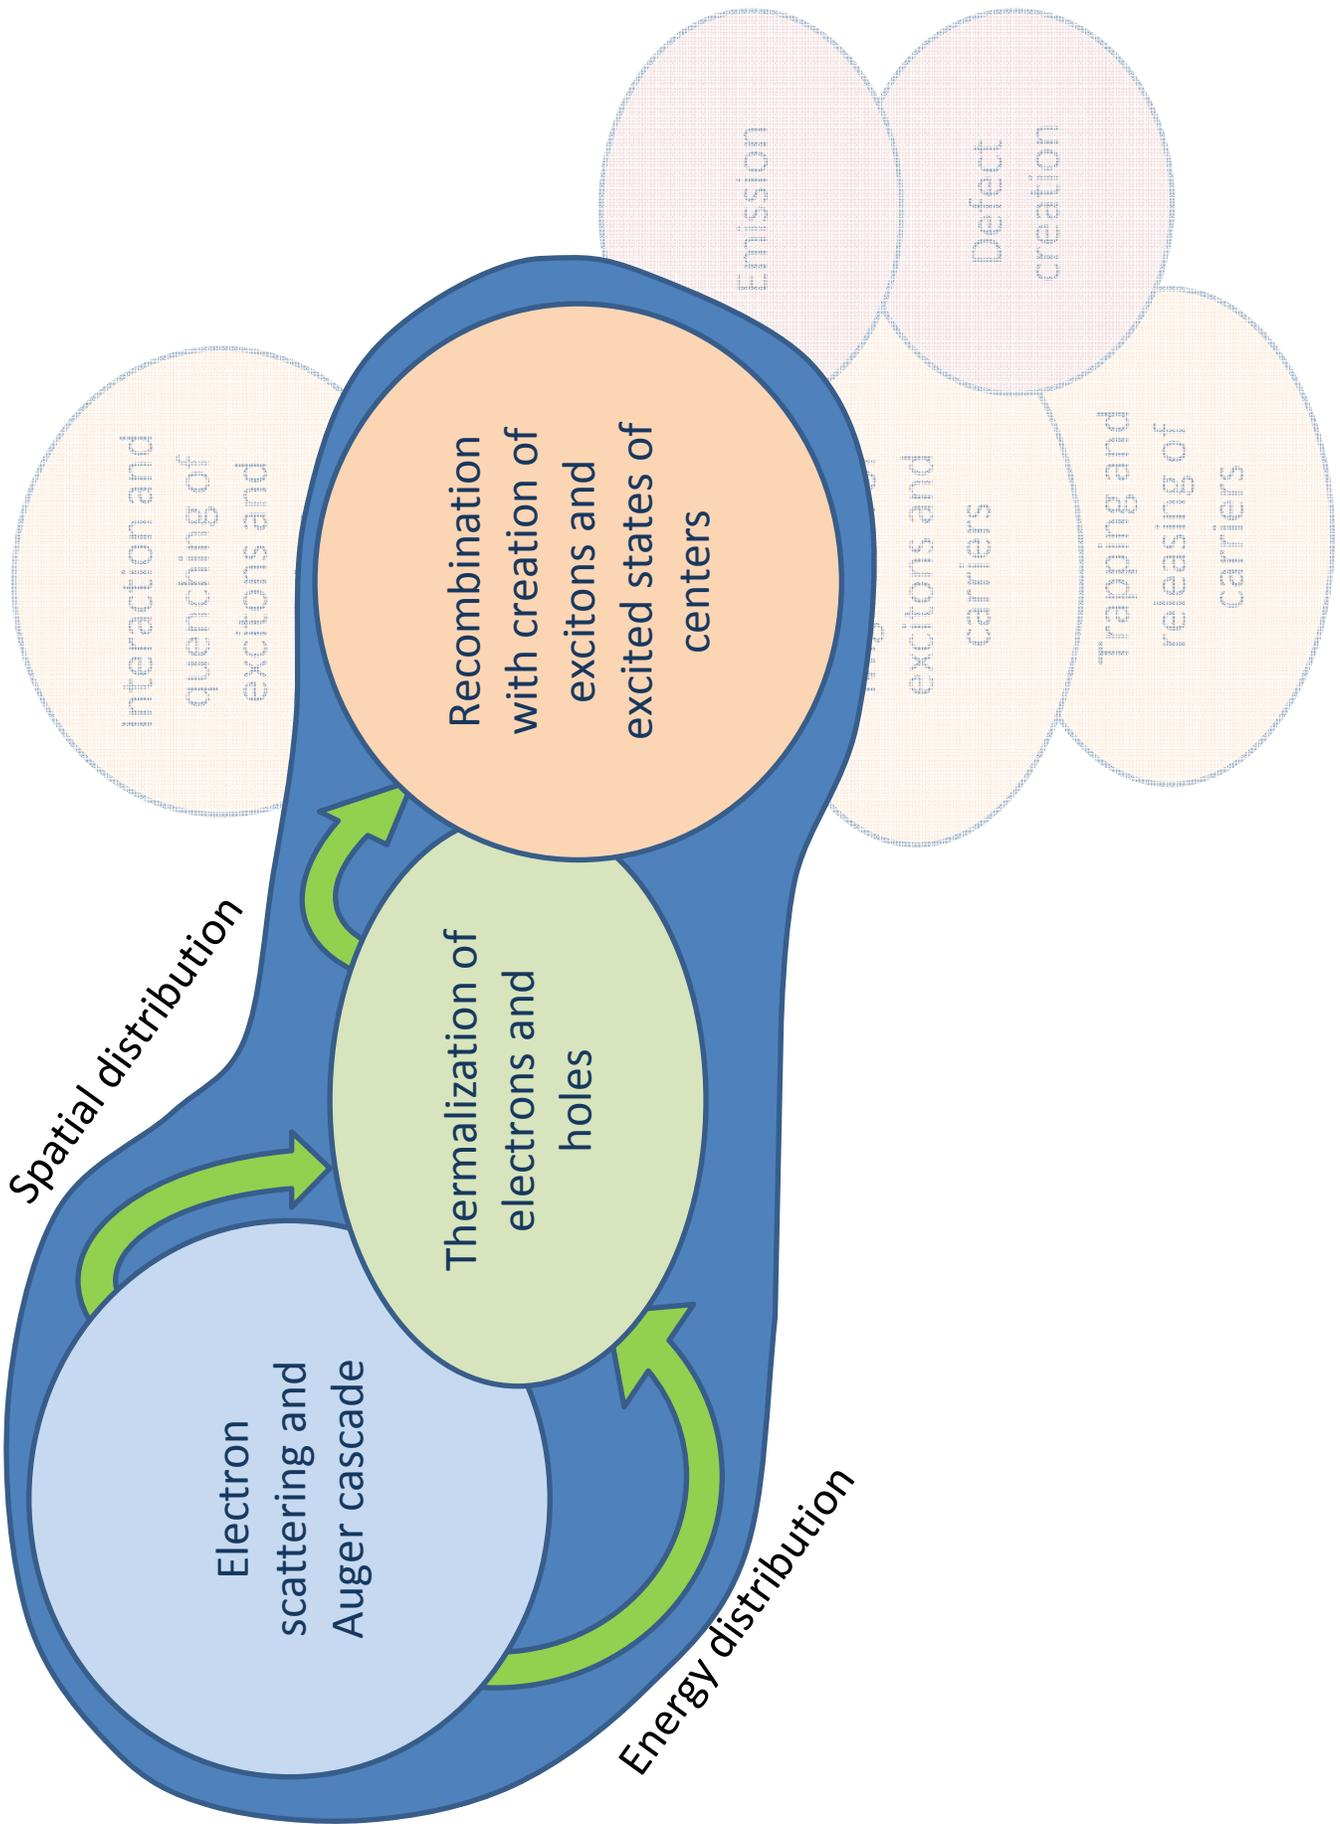 Electron
scattering and
Auger cascade
Spatial distribution
Energy distribution
Thermalization of
electrons and
holes
Recombination
with creation of
excitons and
excited states of
centers
Interaction and
quenching of
excitons and
excitons and
carriers
Trapping and
releasing of
carriers
Emission
Defect
creation